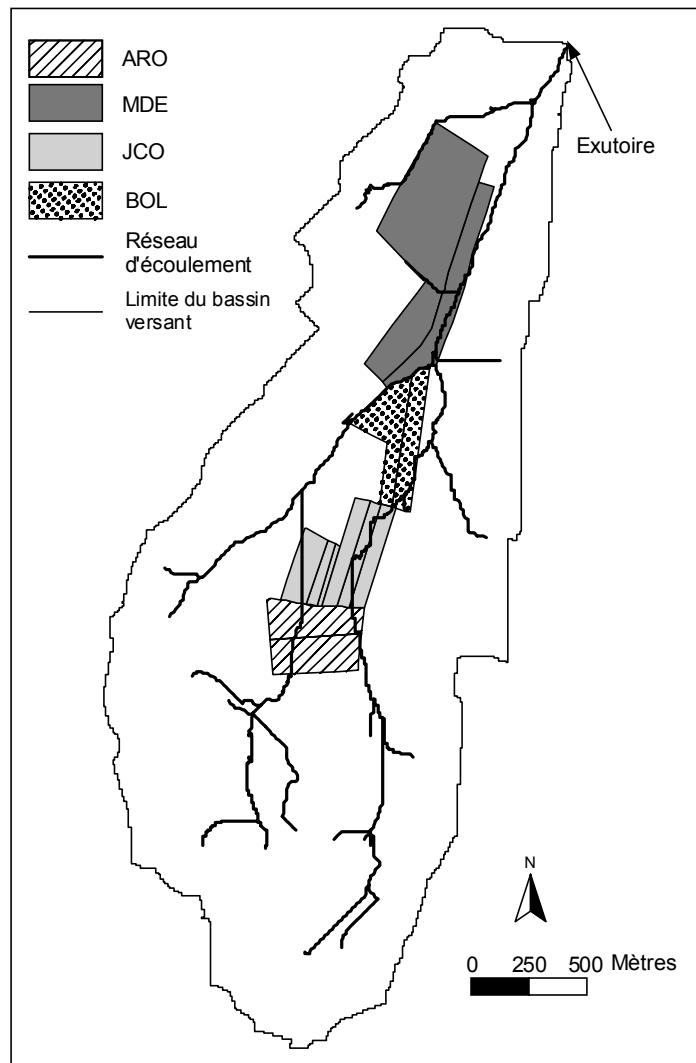 ARO
MDE
JCO
BOL
Réseau
d'écoulement
Limite du bassin
versant
Exutoire
N
0 250 500 Mètres